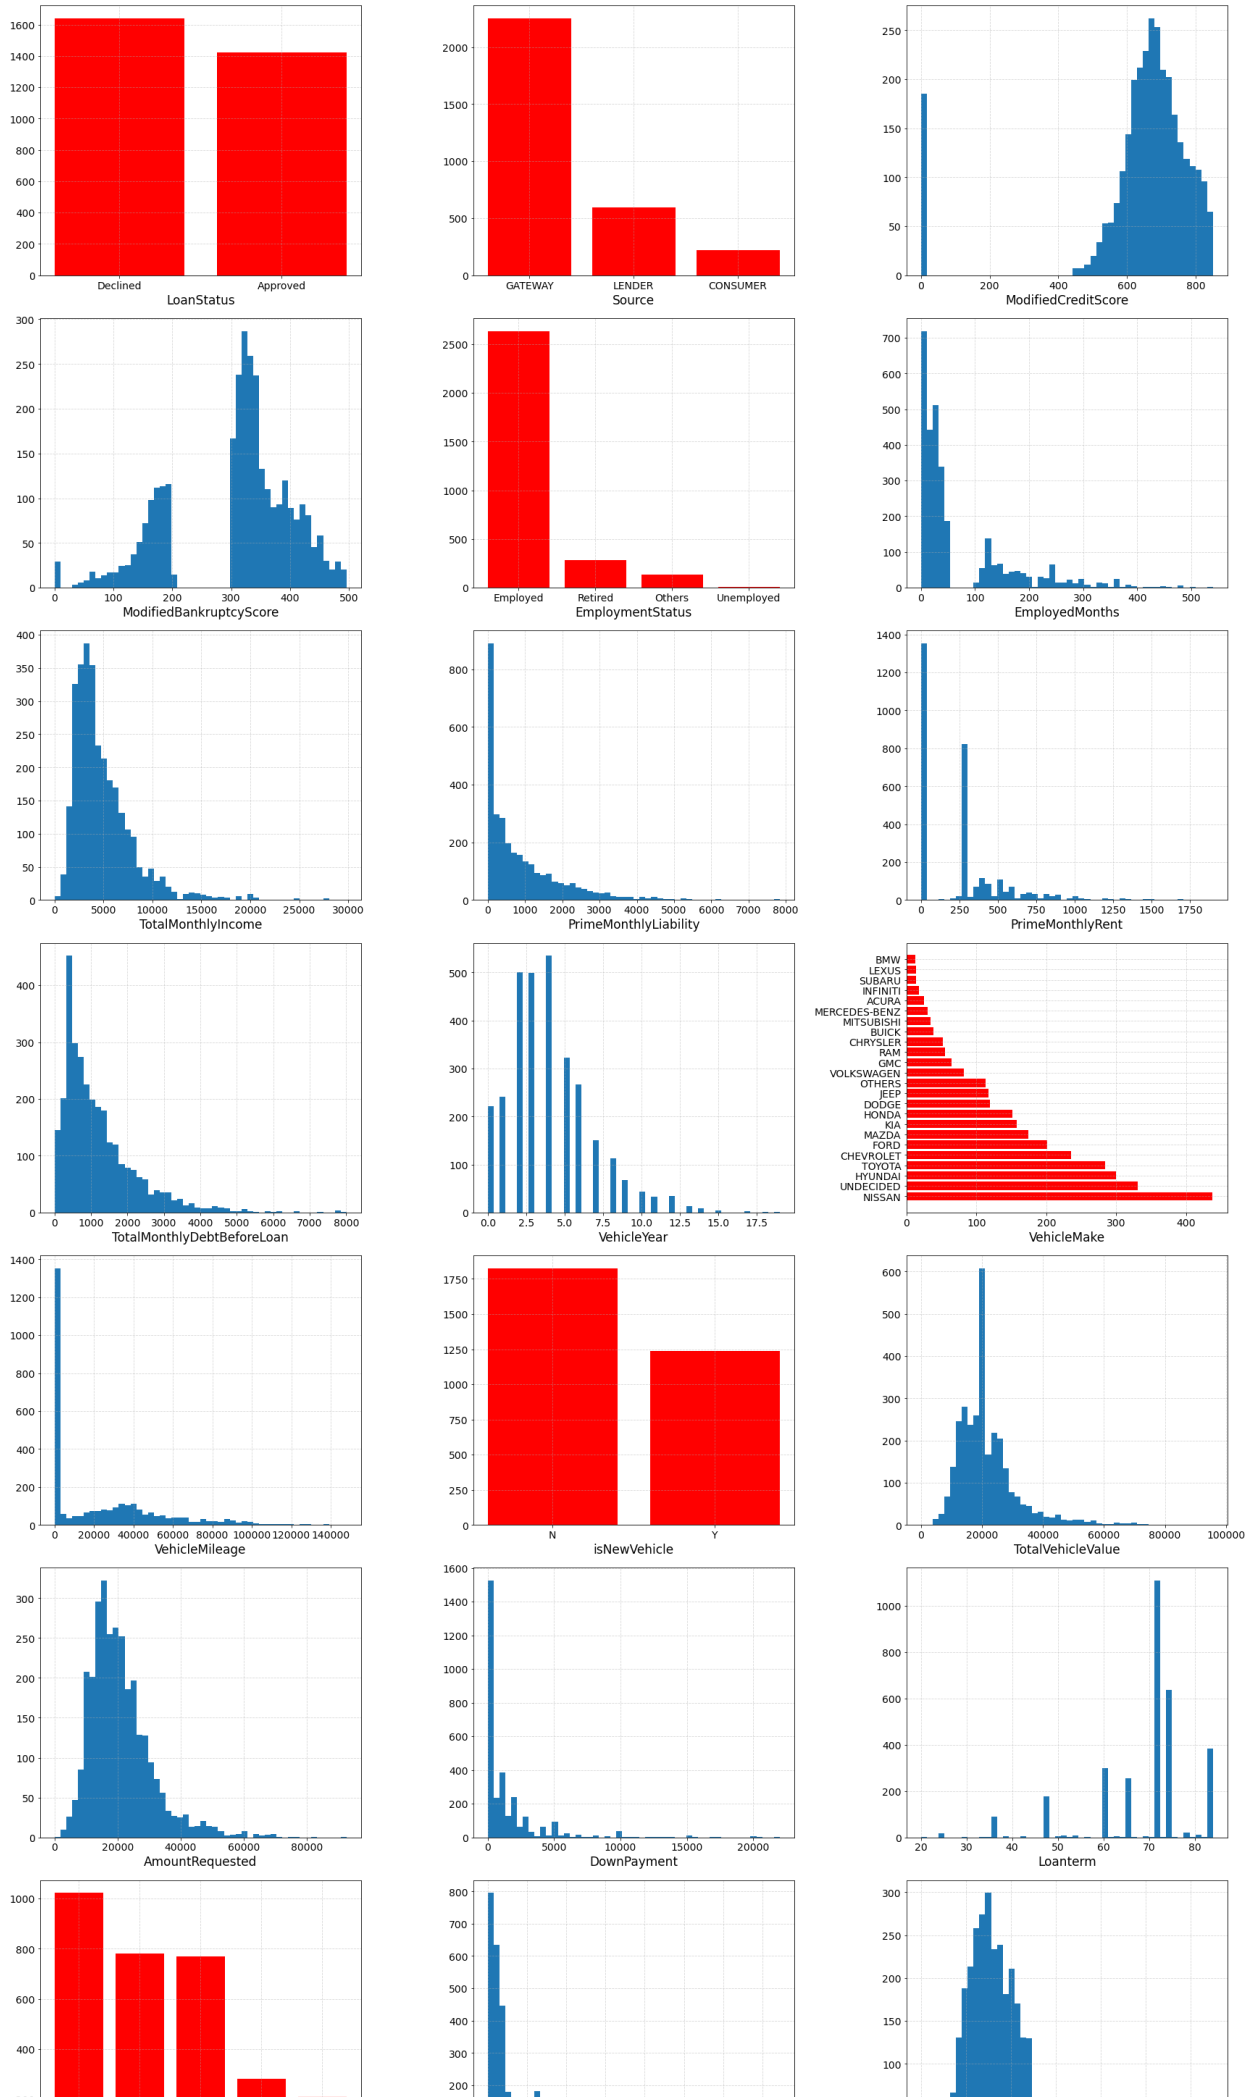 1600
1400
1200
1000
800
600
400
200
0
Declined Approved
LoanStatus
2000
1500
1000
500
0
GATEWAY LENDER CONSUMER
Source
250
200
150
100
50
0
0 200 400 600 800
ModifiedCreditScore
300
250
200
150
100
50
0
0 100 200 300 400 500
ModifiedBankruptcyScore
2500
2000
1500
1000
500
0
Employed Retired Others Unemployed
EmploymentStatus
700
600
500
400
300
200
100
0
0 100 200 300 400 500
EmployedMonths
400
350
300
250
200
150
100
50
0
0 5000 10000 15000 20000 25000 30000
TotalMonthlyIncome
800
600
400
200
0
0 1000 2000 3000 4000 5000 6000 7000 8000
PrimeMonthlyLiability
1400
1200
1000
800
600
400
200
0
0 250 500 750 1000 1250 1500 1750
PrimeMonthlyRent
400
300
200
100
0
0 1000 2000 3000 4000 5000 6000 7000 8000
TotalMonthlyDebtBeforeLoan
500
400
300
200
100
0
0.0 2.5 5.0 7.5 10.0 12.5 15.0 17.5
VehicleYear
BMW
LEXUS
SUBARU
INFINITI
ACURA
MERCEDES-BENZ
MITSUBISHI
BUICK
CHRYSLER
RAM
GMC
VOLKSWAGEN
OTHERS
JEEP
DODGE
HONDA
KIA
MAZDA
FORD
CHEVROLET
TOYOTA
HYUNDAI
UNDECIDED
NISSAN
0 100 200 300 400
VehicleMake
1400
1200
1000
800
600
400
200
0
0 20000 40000 60000 80000 100000 120000 140000
VehicleMileage
1750
1500
1250
1000
750
500
250
0
N Y
isNewVehicle
600
500
400
300
200
100
0
0 20000 40000 60000 80000 100000
TotalVehicleValue
300
250
200
150
100
50
0
0 20000 40000 60000 80000
AmountRequested
1600
1400
1200
1000
800
600
400
200
0
0 5000 10000 15000 20000
DownPayment
1000
800
600
400
200
0
20 30 40 50 60 70 80
Loanterm
1000
800
600
400
800
700
600
500
400
300
200
300
250
200
150
100